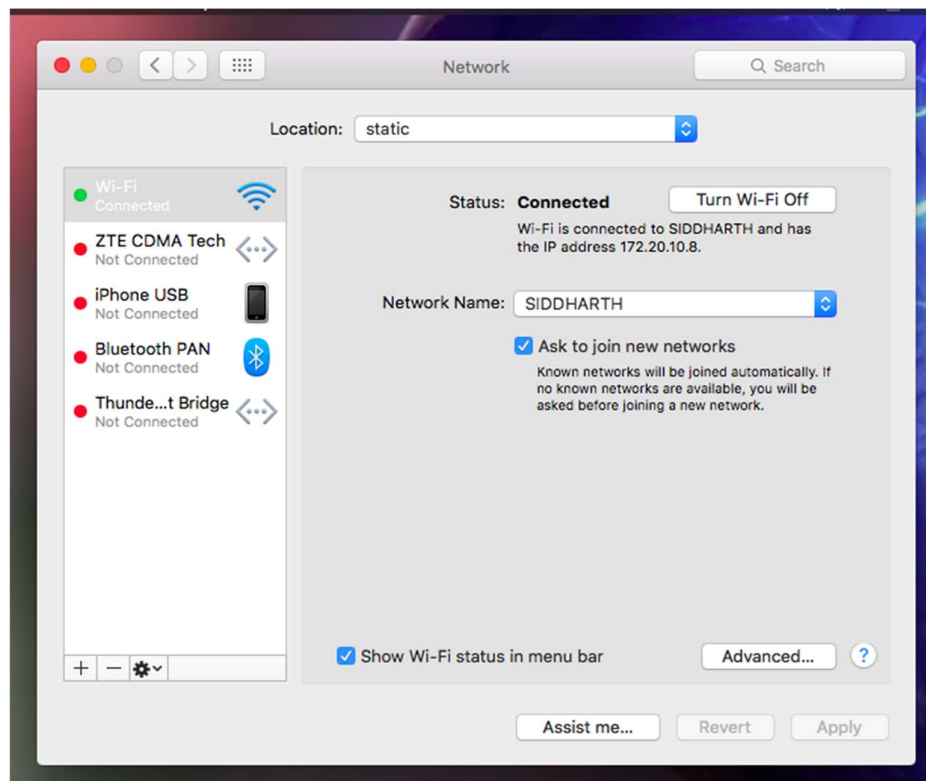 Network
Search
Location: static
Wi-Fi
Connected
ZTE CDMA Tech
Not Connected
iPhone USB
Not Connected
Bluetooth PAN
Not Connected
Thunde...t Bridge
Not Connected
Status: Connected
Turn Wi-Fi Off
Wi-Fi is connected to SIDDHARTH and has
the IP address 172.20.10.8.
Network Name: SIDDHARTH
Ask to join new networks
Known networks will be joined automatically. If
no known networks are available, you will be
asked before joining a new network.
Show Wi-Fi status in menu bar
Advanced...
?
Assist me...
Revert
Apply